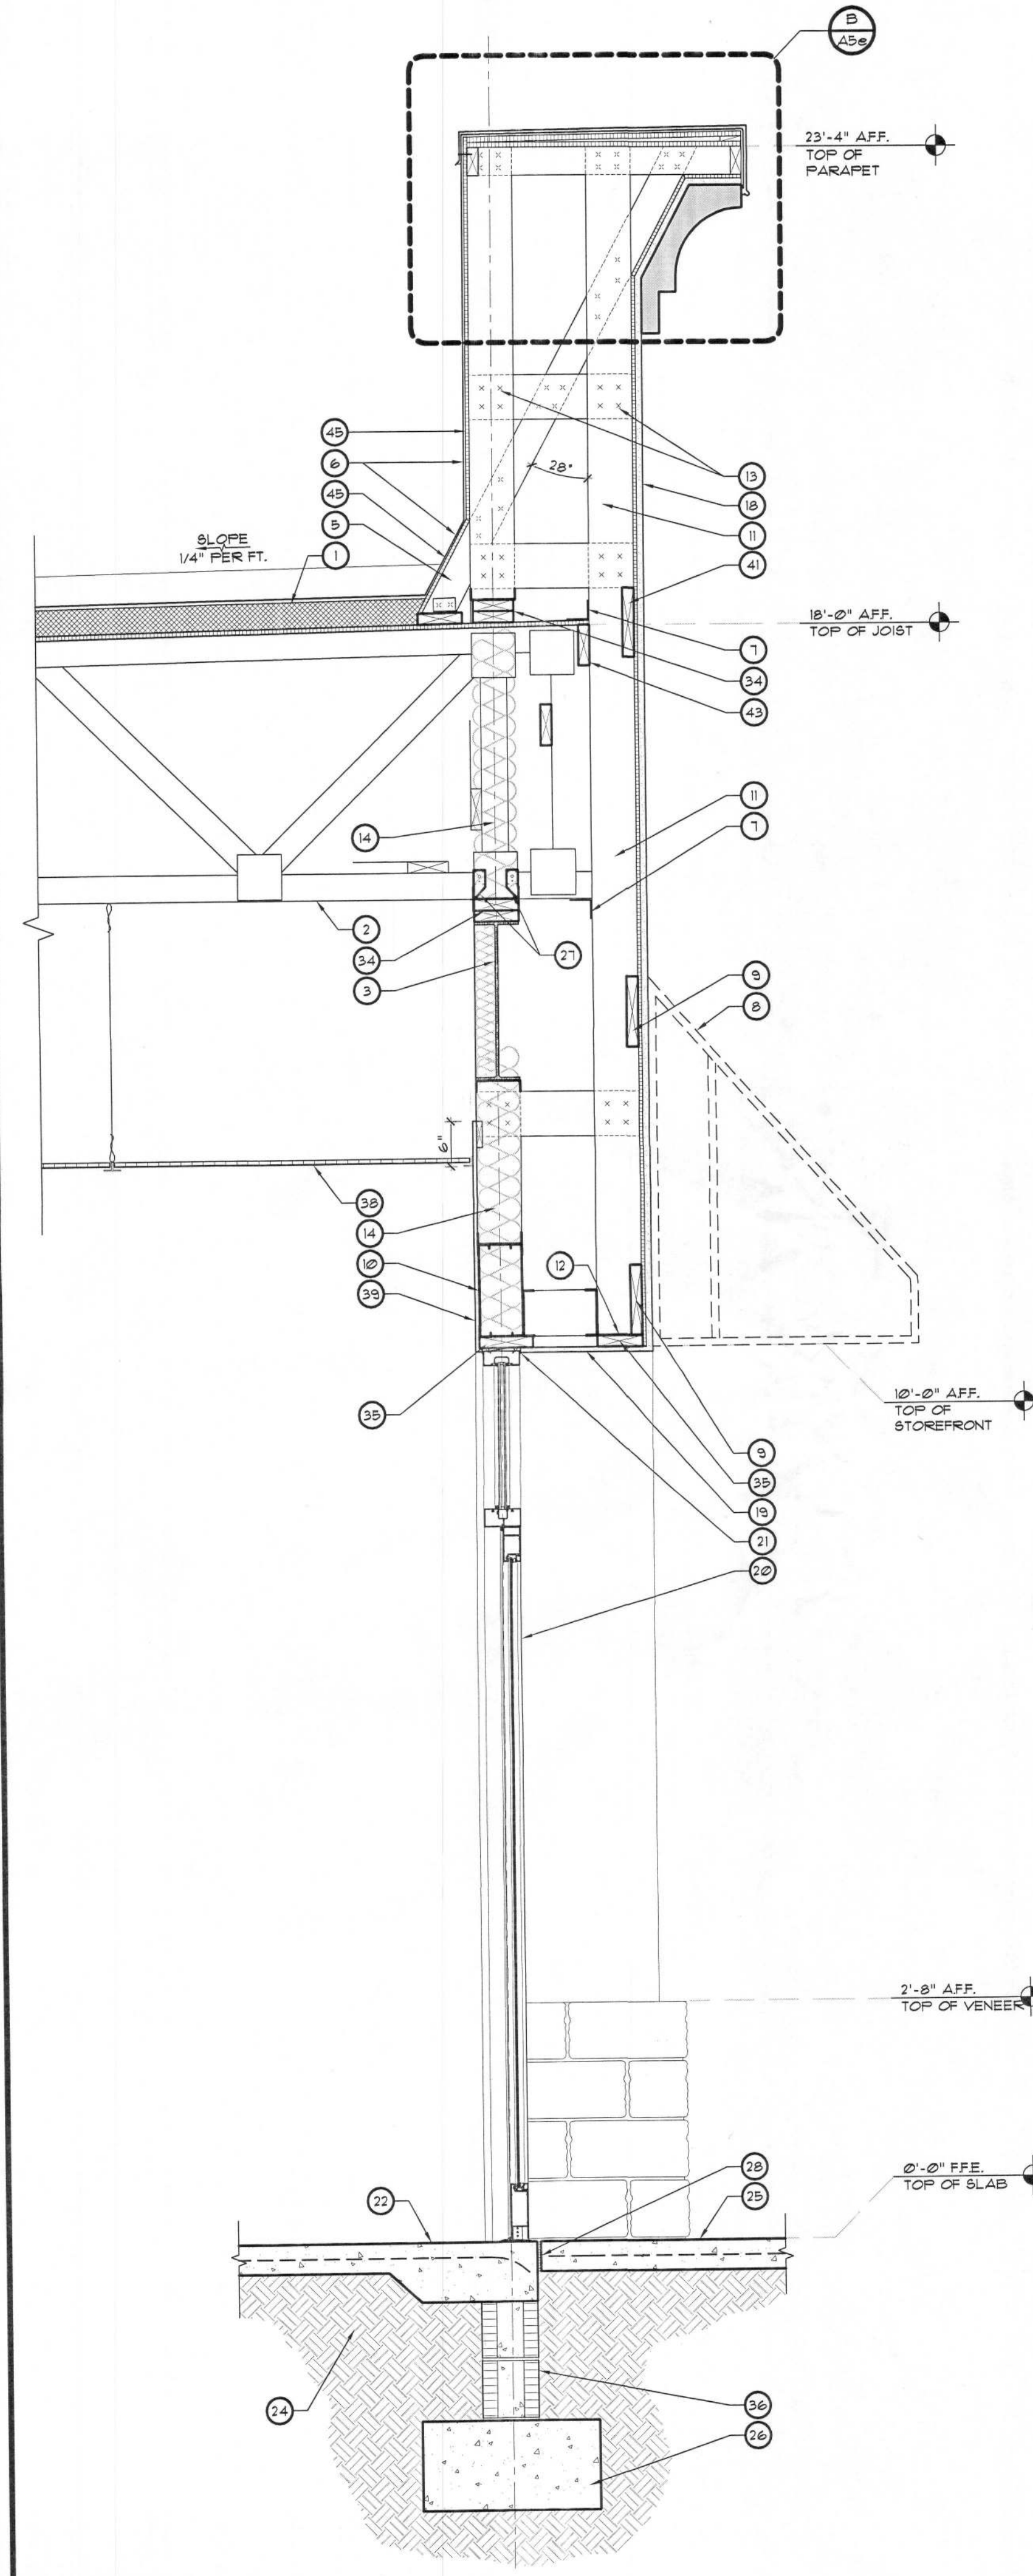 B
A5e
23'-4" A.F.F.
TOP OF
PARAPET
45
6
45
5
1
SLOPE
1/4" PER FT.
28°
13
18
11
41
18'-0" A.F.F.
TOP OF JOIST
7
34
43
14
11
7
2
34
3
27
9
8
6"
38
14
10
39
12
35
10'-0" A.F.F.
TOP OF
STOREFRONT
9
35
19
21
20
2'-8" A.F.F.
TOP OF VENEER
0'-0" F.F.E.
TOP OF SLAB
28
25
22
24
36
26